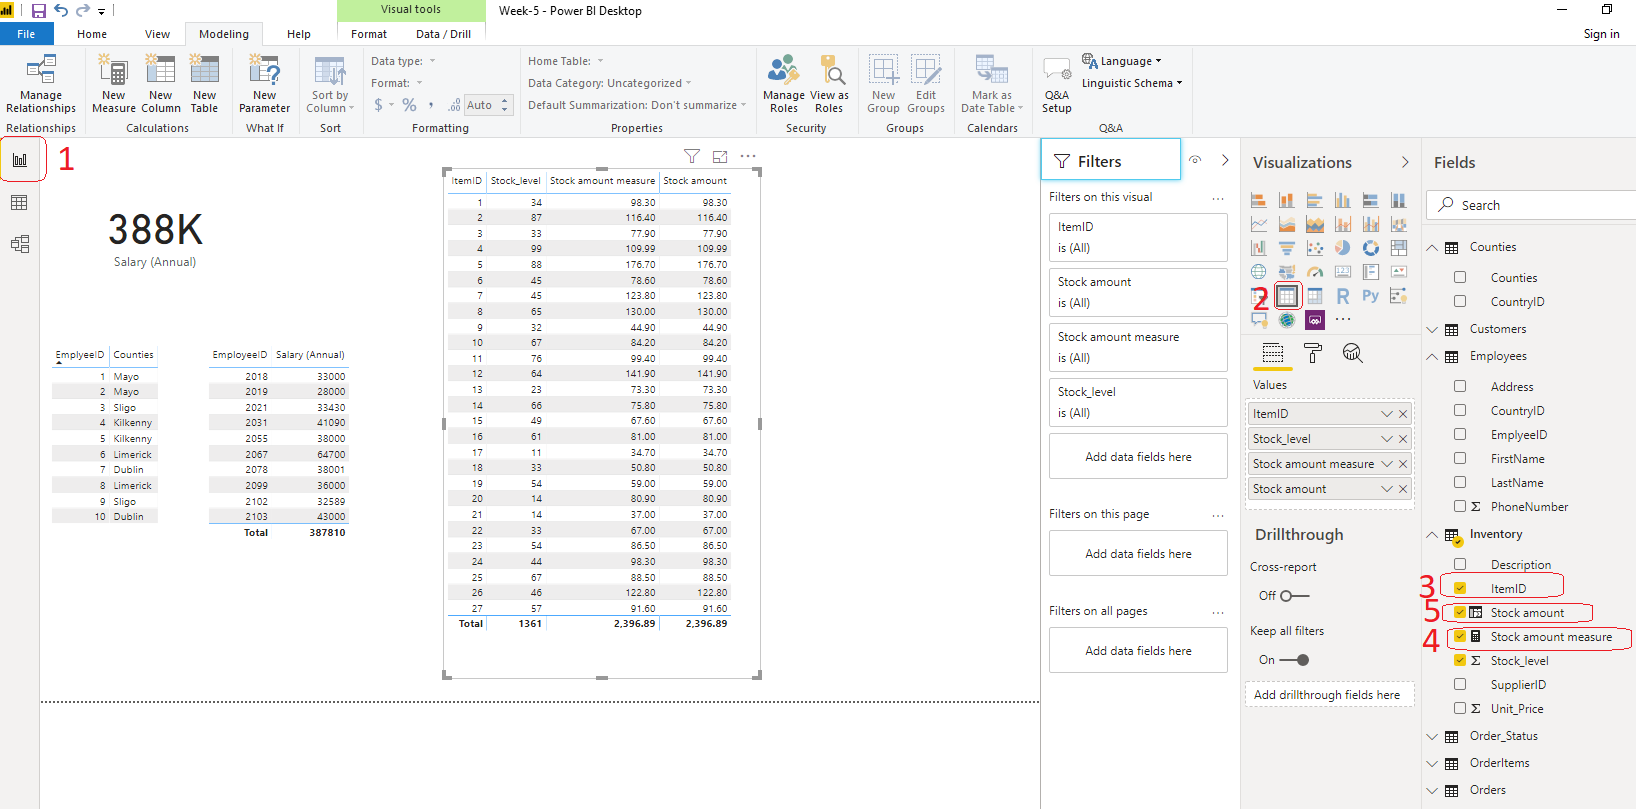 Visual tools
Week-5 - Power BI Desktop
File Home View Modeling Help Format Data / Drill
Sign in
Manage Relationships
Relationships
New Measure
New Column
New Table
Calculations
New Parameter
What If
Sort by Column
Sort
Data type:
Format:
$ % , .00 Auto
Formatting
Home Table:
Data Category: Uncategorized
Default Summarization: Don't summarize
Properties
Manage Roles
View as Roles
Security
New Group
Edit Groups
Groups
Mark as Date Table
Calendars
Q&A Setup
Language
Linguistic Schema
Q&A
1
388K
Salary (Annual)
EmplyeeID Counties
1 Mayo
2 Mayo
3 Sligo
4 Kilkenny
5 Kilkenny
6 Limerick
7 Dublin
8 Limerick
9 Sligo
10 Dublin
EmployeeID Salary (Annual)
2018 33000
2019 28000
2021 33430
2031 41090
2055 38000
2067 64700
2078 38001
2099 36000
2102 32589
2103 43000
Total 387810
ItemID Stock_level Stock amount measure Stock amount
1 34 98.30 98.30
2 87 116.40 116.40
3 33 77.90 77.90
4 99 109.99 109.99
5 88 176.70 176.70
6 45 78.60 78.60
7 45 123.80 123.80
8 65 130.00 130.00
9 32 44.90 44.90
10 67 84.20 84.20
11 76 99.40 99.40
12 64 141.90 141.90
13 23 73.30 73.30
14 66 75.80 75.80
15 49 67.60 67.60
16 61 81.00 81.00
17 11 34.70 34.70
18 33 50.80 50.80
19 54 59.00 59.00
20 14 80.90 80.90
21 14 37.00 37.00
22 33 67.00 67.00
23 54 86.50 86.50
24 44 98.30 98.30
25 67 88.50 88.50
26 46 122.80 122.80
27 57 91.60 91.60
Total 1361 2,396.89 2,396.89
Filters
Filters on this visual ...
ItemID
is (All)
Stock amount
is (All)
Stock amount measure
is (All)
Stock_level
is (All)
Add data fields here
Filters on this page ...
Add data fields here
Filters on all pages ...
Add data fields here
Visualizations
123
2
R Py
...
Values
ItemID
Stock_level
Stock amount measure
Stock amount
Drillthrough
Cross-report
Off
Keep all filters
On
Add drillthrough fields here
Fields
Search
Counties
Counties
CountryID
Customers
Employees
Address
CountryID
EmplyeeID
FirstName
LastName
Σ PhoneNumber
Inventory
Description
3 ItemID
5 Stock amount
4 Stock amount measure
Σ Stock_level
SupplierID
Σ Unit_Price
Order_Status
OrderItems
Orders